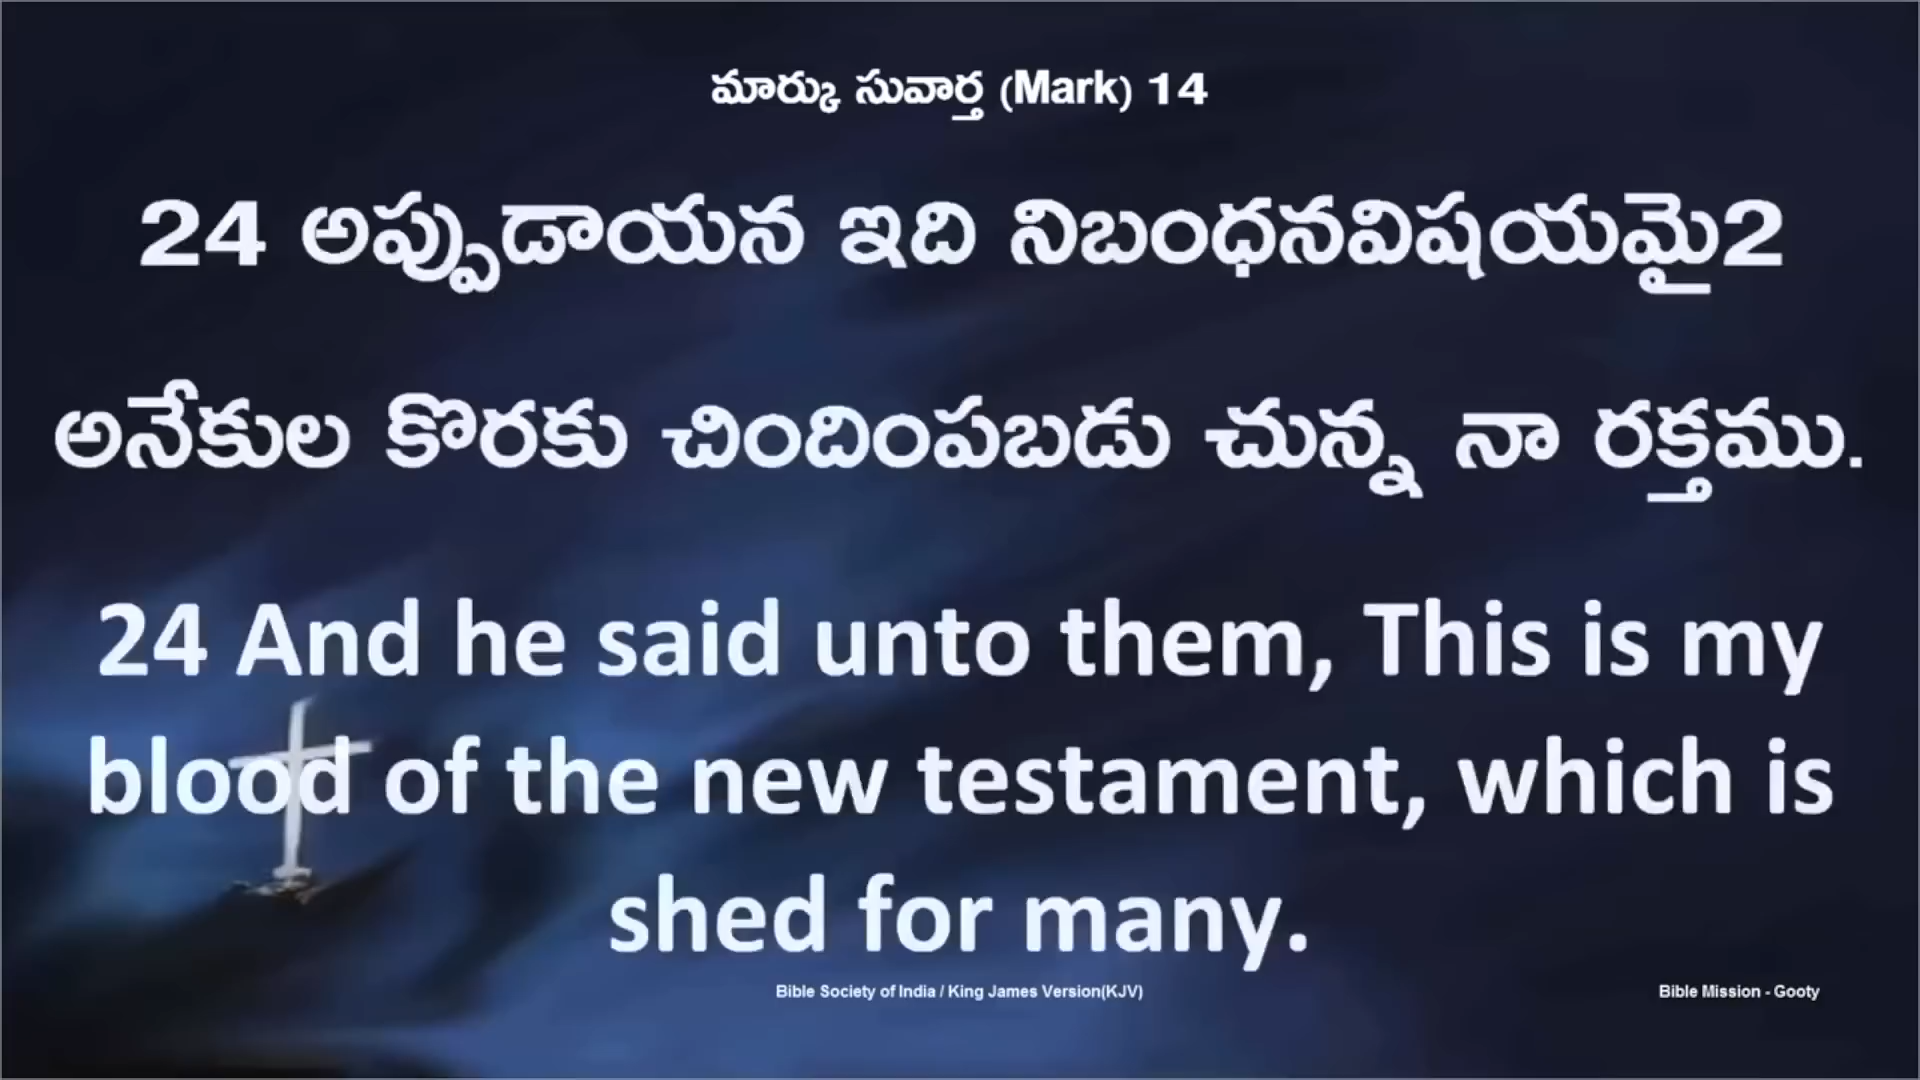 మార్కు సువార్త (Mark) 14
24 అప్పుడాయన ఇది నిబంధనవిషయమై2
అనేకుల కొరకు చిందింపబడు చున్న నా రక్తము.
24 And he said unto them, This is my
blood of the new testament, which is
shed for many.
Bible Society of India / King James Version(KJV)
Bible Mission - Gooty